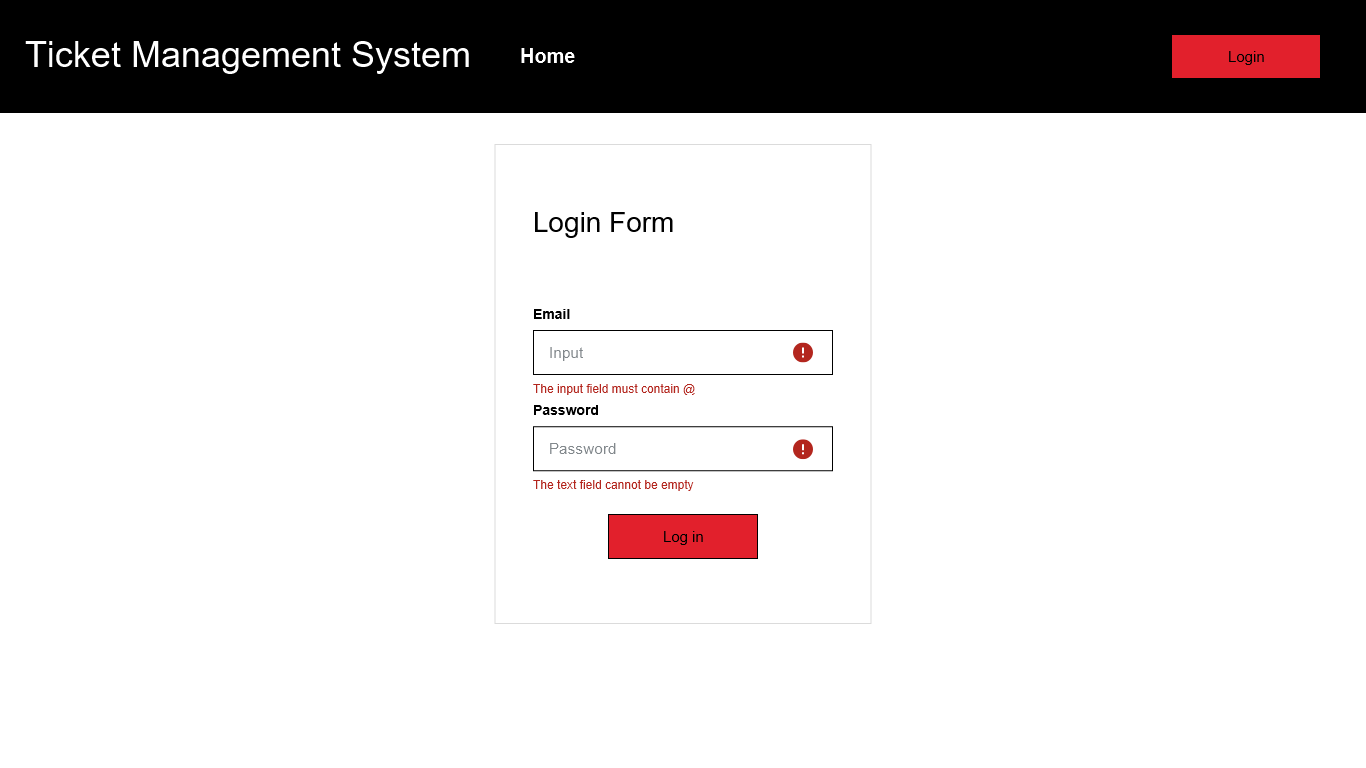 Ticket Management System Home Login
Login Form
Email
Input
The input field must contain @
Password
Password
The text field cannot be empty
Log in